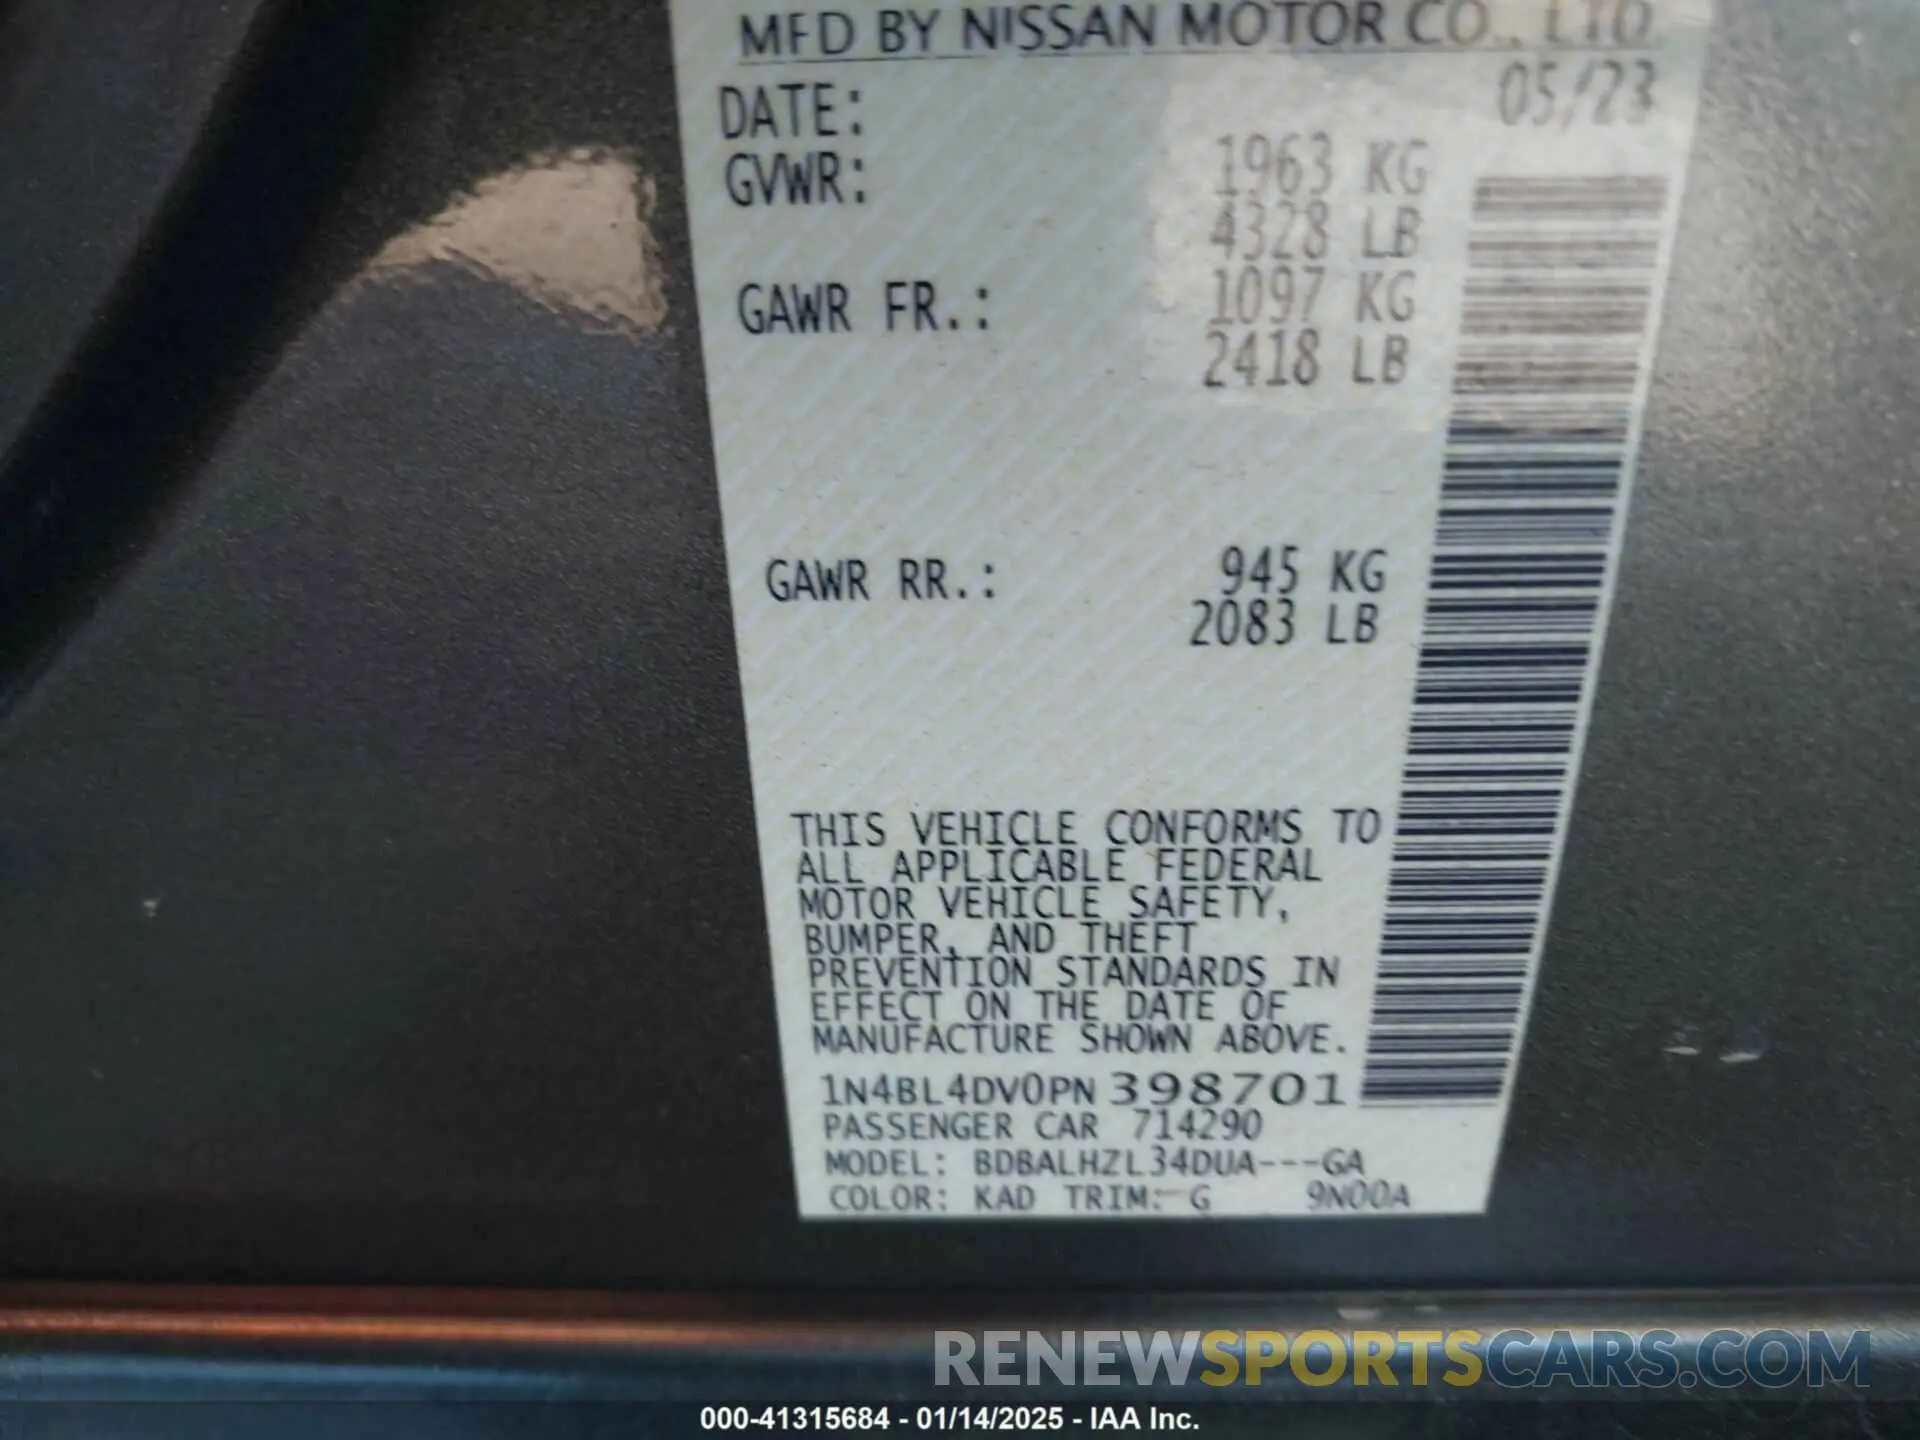 MFD BY NISSAN MOTOR CO., LTD
DATE: 05/23
GVWR: 1963 KG
4328 LB
GAWR FR.: 1097 KG
2418 LB
GAWR RR.: 945 KG
2083 LB
THIS VEHICLE CONFORMS TO
ALL APPLICABLE FEDERAL
MOTOR VEHICLE SAFETY,
BUMPER, AND THEFT
PREVENTION STANDARDS IN
EFFECT ON THE DATE OF
MANUFACTURE SHOWN ABOVE.
1N4BL4DV0PN398701
PASSENGER CAR 714290
MODEL: BDBALHZL34DUA---GA
COLOR: KAD TRIM: G 9N00A
RENEWSPORTSCARS.COM
000-41315684 - 01/14/2025 - IAA Inc.